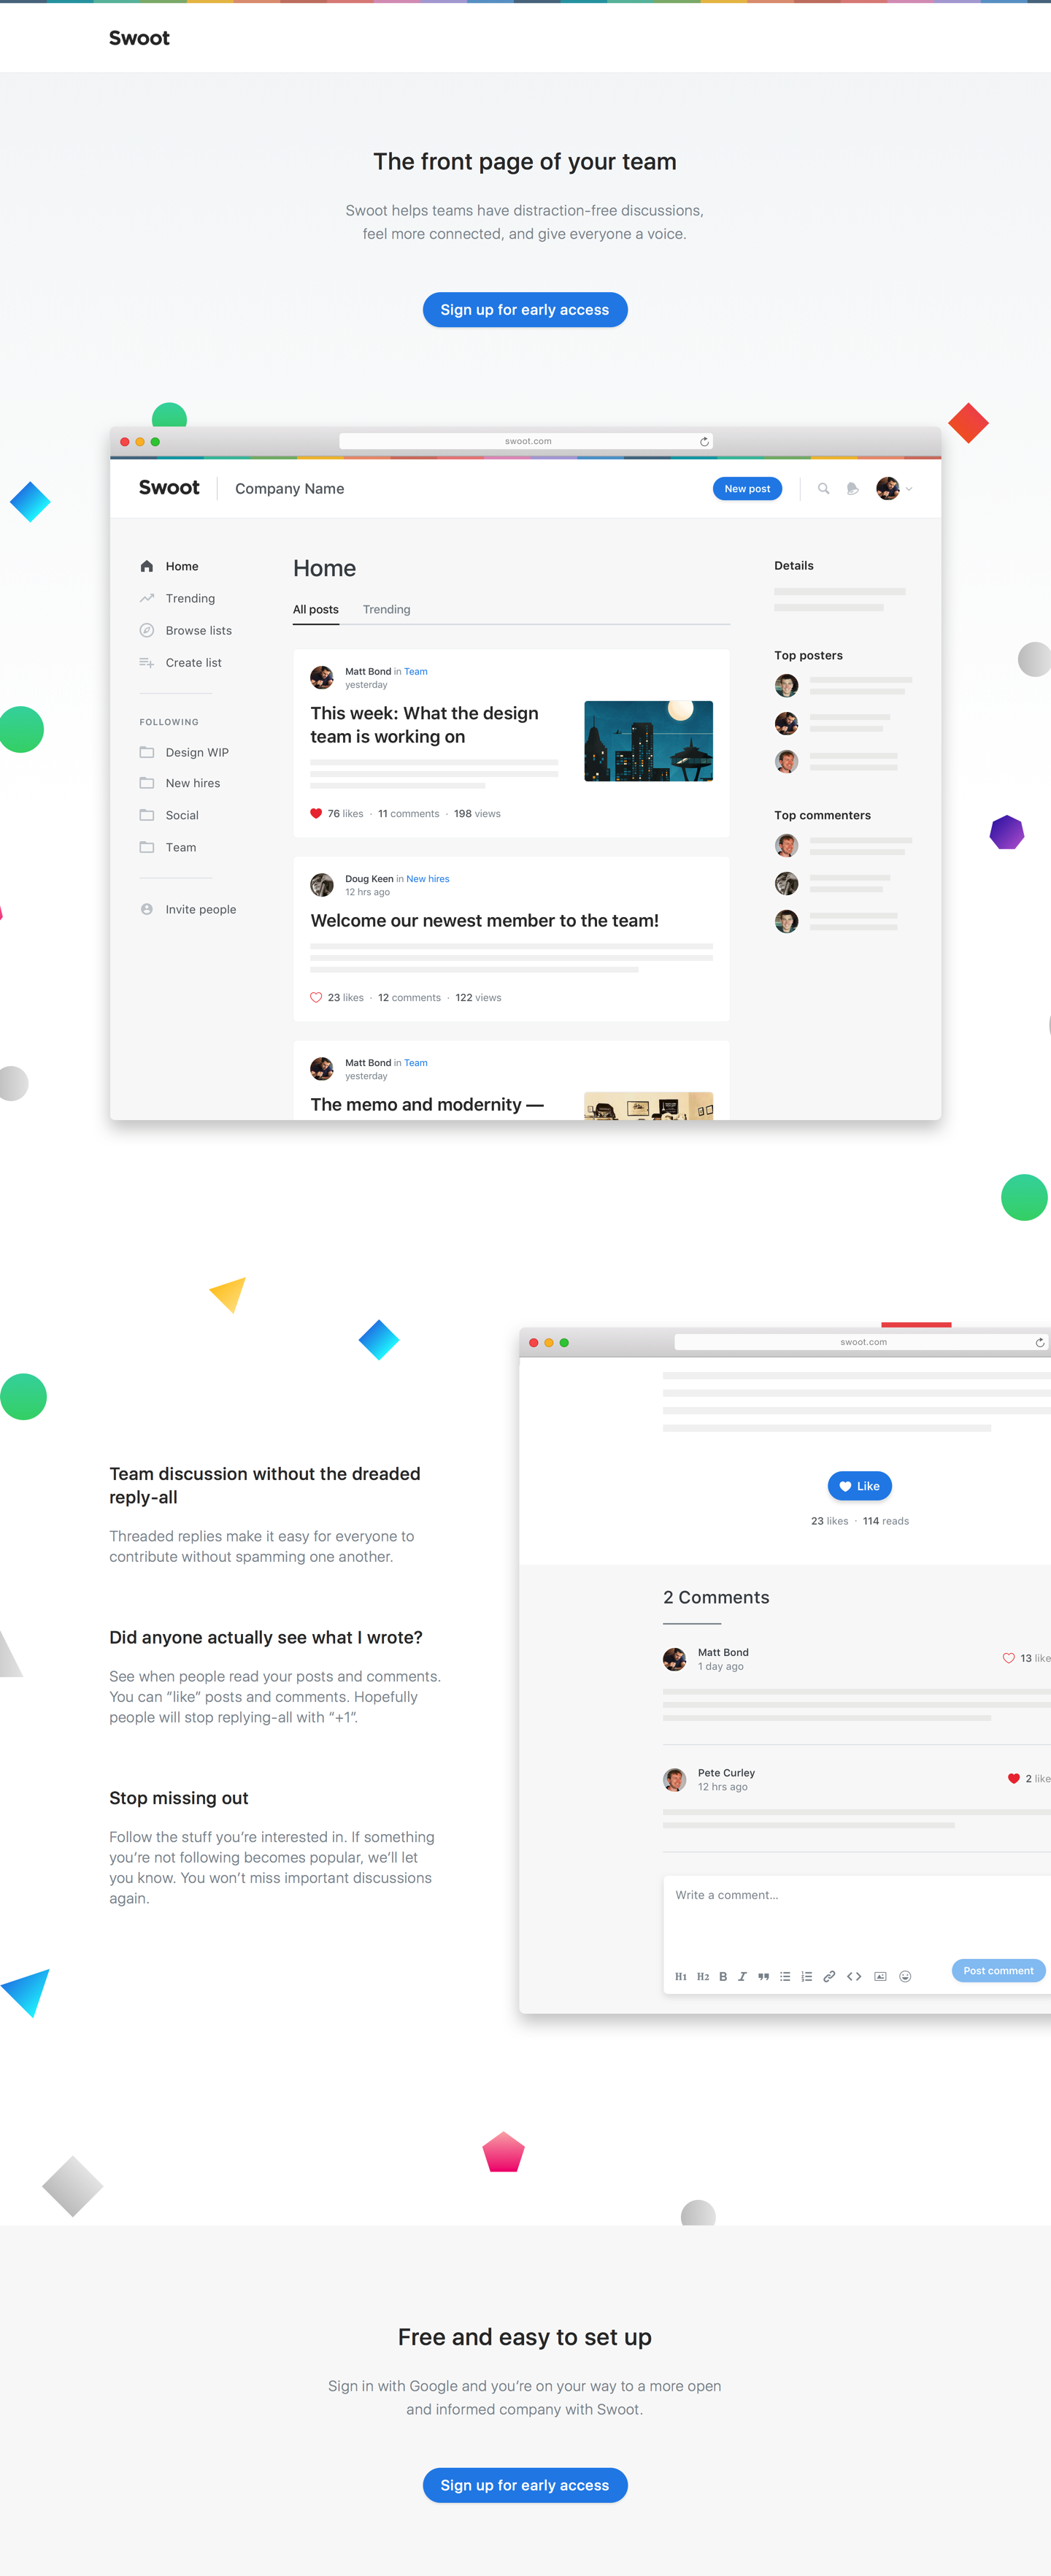 Swoot
The front page of your team
Swoot helps teams have distraction-free discussions,
feel more connected, and give everyone a voice.
Sign up for early access
swoot.com
Swoot
Company Name
New post
Home
Trending
Browse lists
Create list
FOLLOWING
Design WIP
New hires
Social
Team
Invite people
Home
All posts
Trending
Matt Bond in Team
yesterday
This week: What the design
team is working on
76 likes · 11 comments · 198 views
Doug Keen in New hires
12 hrs ago
Welcome our newest member to the team!
23 likes · 12 comments · 122 views
Matt Bond in Team
yesterday
The memo and modernity —
Details
Top posters
Top commenters
Team discussion without the dreaded
reply-all
Threaded replies make it easy for everyone to
contribute without spamming one another.
Did anyone actually see what I wrote?
See when people read your posts and comments.
You can “like” posts and comments. Hopefully
people will stop replying-all with “+1”.
Stop missing out
Follow the stuff you’re interested in. If something
you’re not following becomes popular, we’ll let
you know. You won’t miss important discussions
again.
swoot.com
Like
23 likes · 114 reads
2 Comments
Matt Bond
1 day ago
13 like
Pete Curley
12 hrs ago
2 like
Write a comment...
H1 H2 B I
Post comment
Free and easy to set up
Sign in with Google and you’re on your way to a more open
and informed company with Swoot.
Sign up for early access